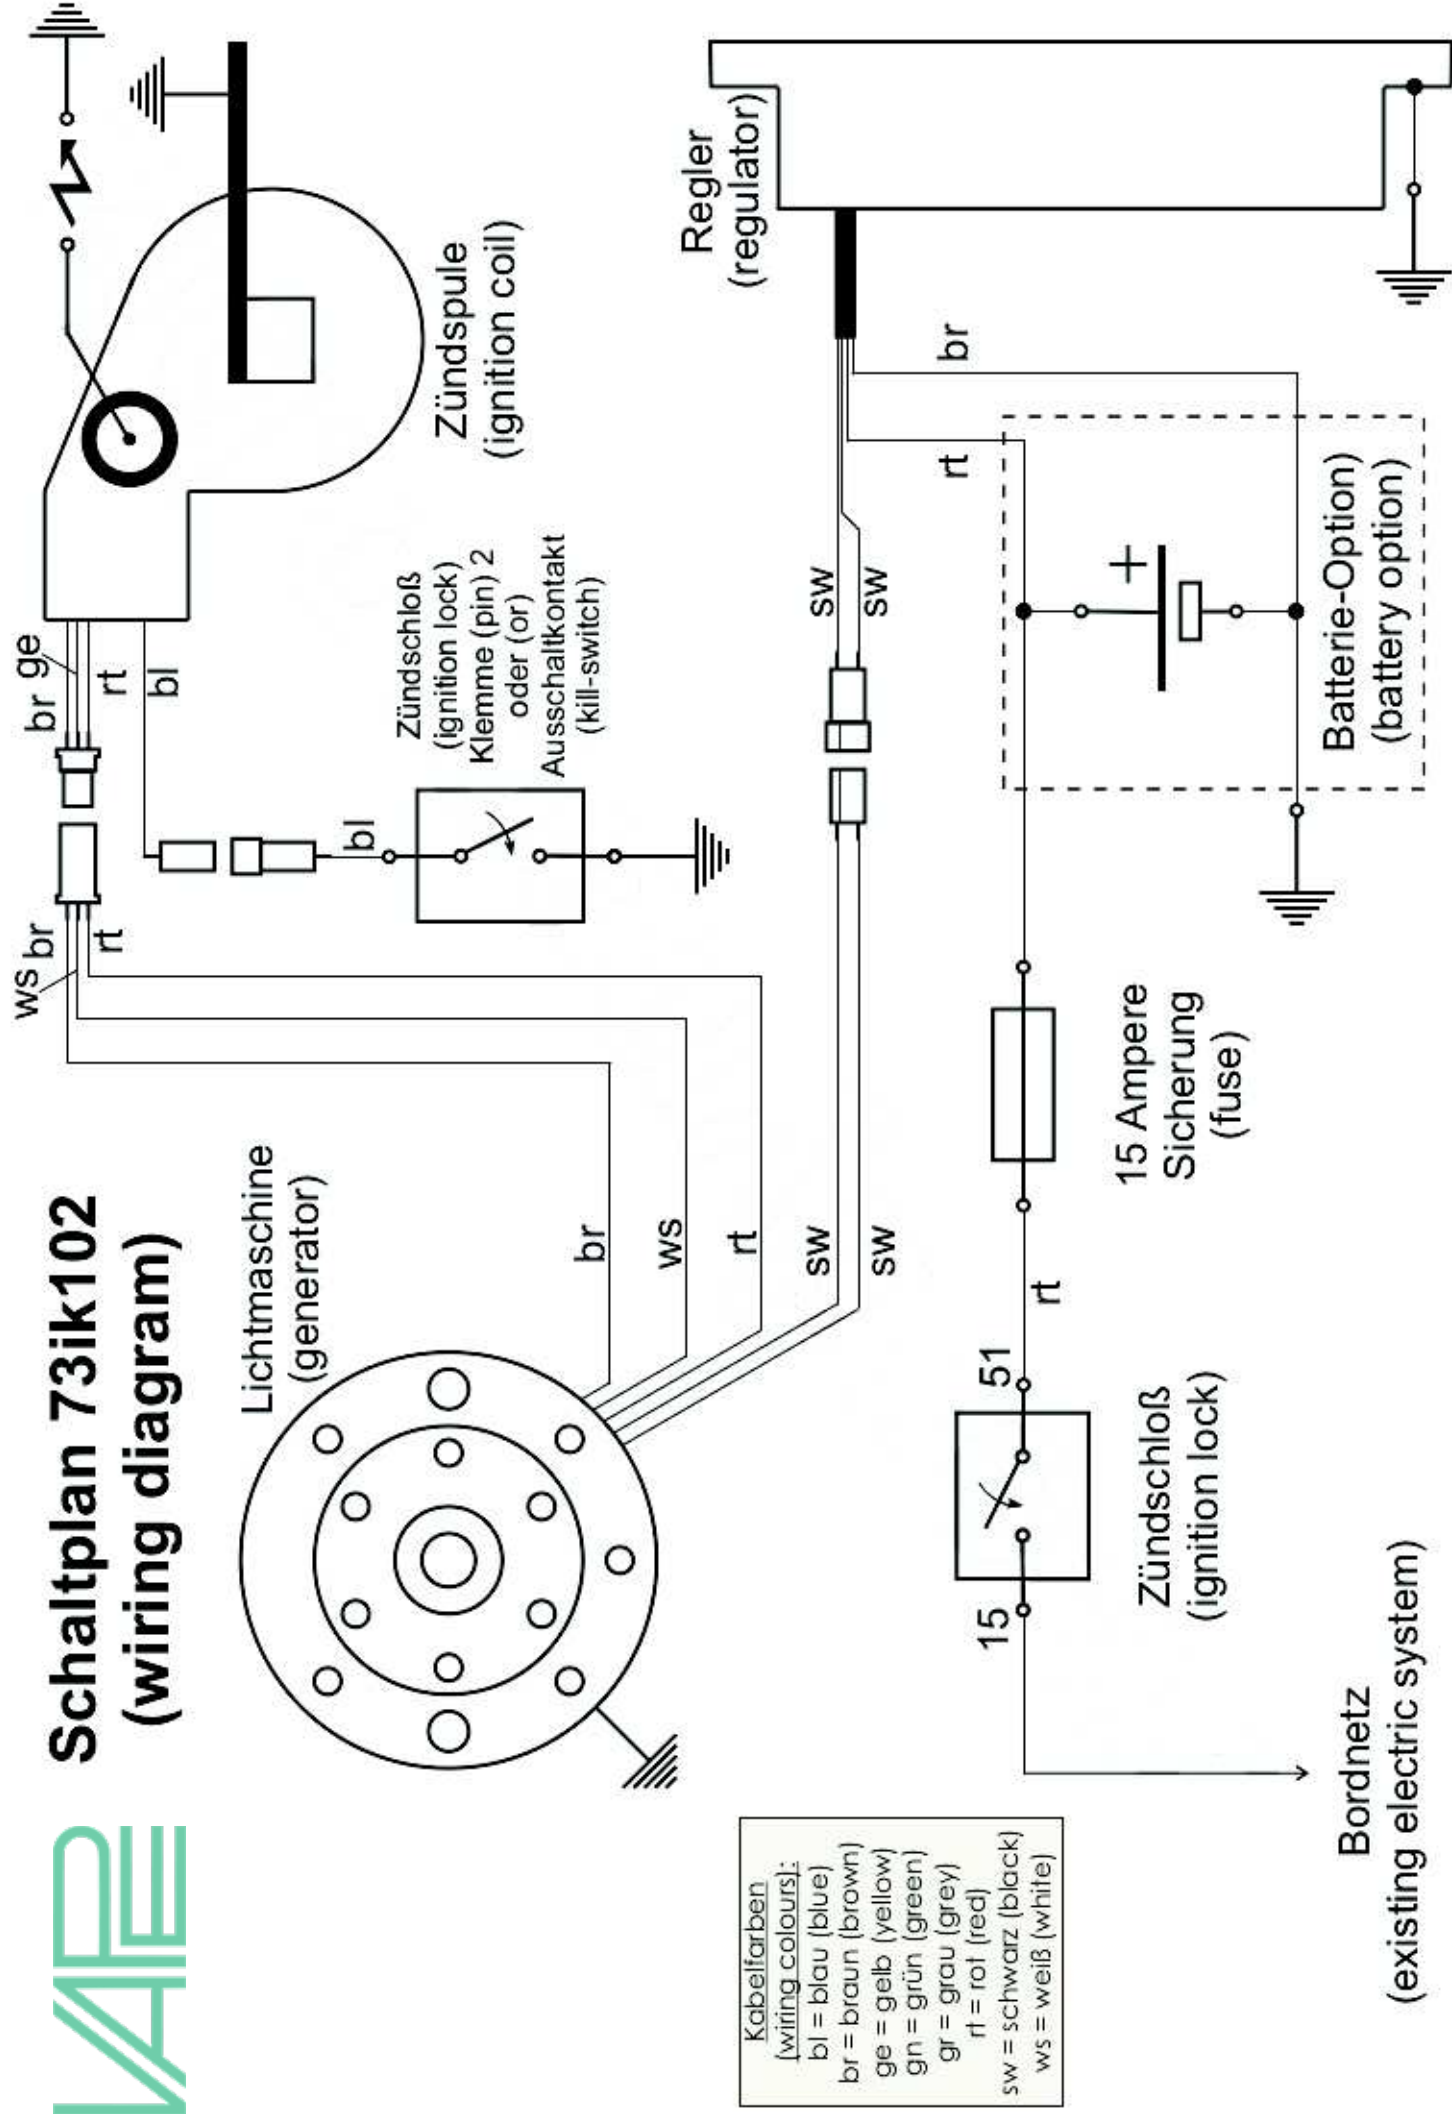 VAPE
Schaltplan 73ik102
(wiring diagram)
Lichtmaschine
(generator)
br
ws
rt
sw
sw
ws
br
rt
br
ge
rt
bl
bl
Zündspule
(ignition coil)
Zündschloß
(ignition lock)
Klemme (pin) 2
oder (or)
Ausschaltkontakt
(kill-switch)
Regler
(regulator)
sw
sw
rt
br
+
Batterie-Option)
(battery option)
15 Ampere
Sicherung
(fuse)
rt
51
15
Zündschloß
(ignition lock)
Bordnetz
(existing electric system)
Kabelfarben
(wiring colours):
bl = blau (blue)
br = braun (brown)
ge = gelb (yellow)
gn = grün (green)
gr = grau (grey)
rt = rot (red)
sw = schwarz (black)
ws = weiß (white)